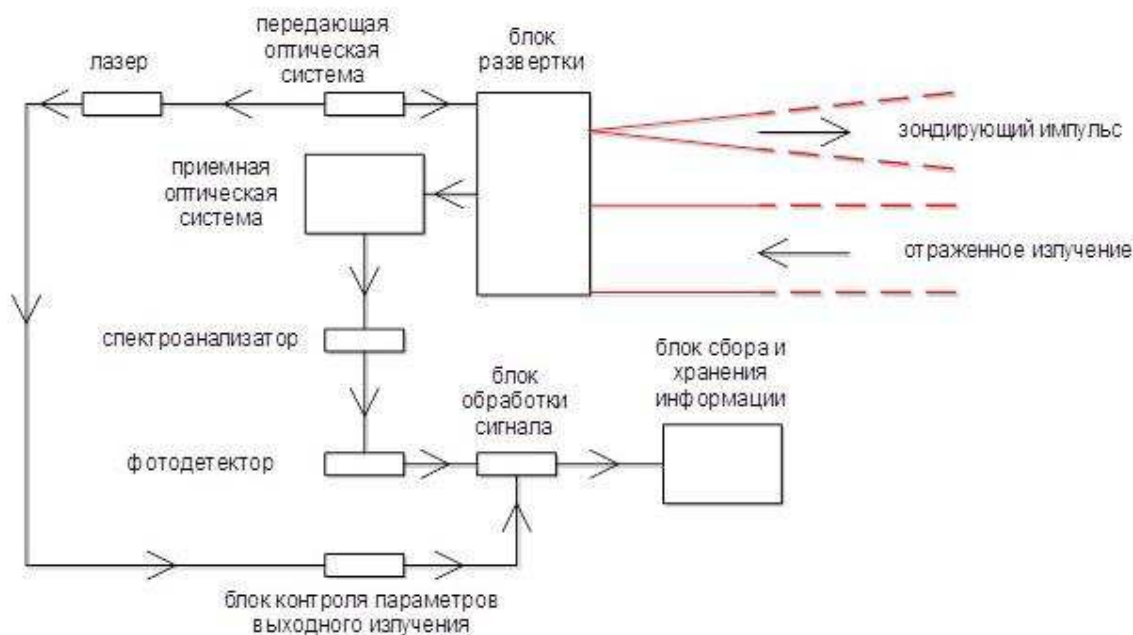 передающая
оптическая
система
блок
развертки
лазер
зондирующий импульс
приемная
оптическая
система
отраженное излучение
спектроанализатор
блок
обработки
сигнала
блок сбора и
хранения
информации
фотодетектор
блок контроля параметров
выходного излучения